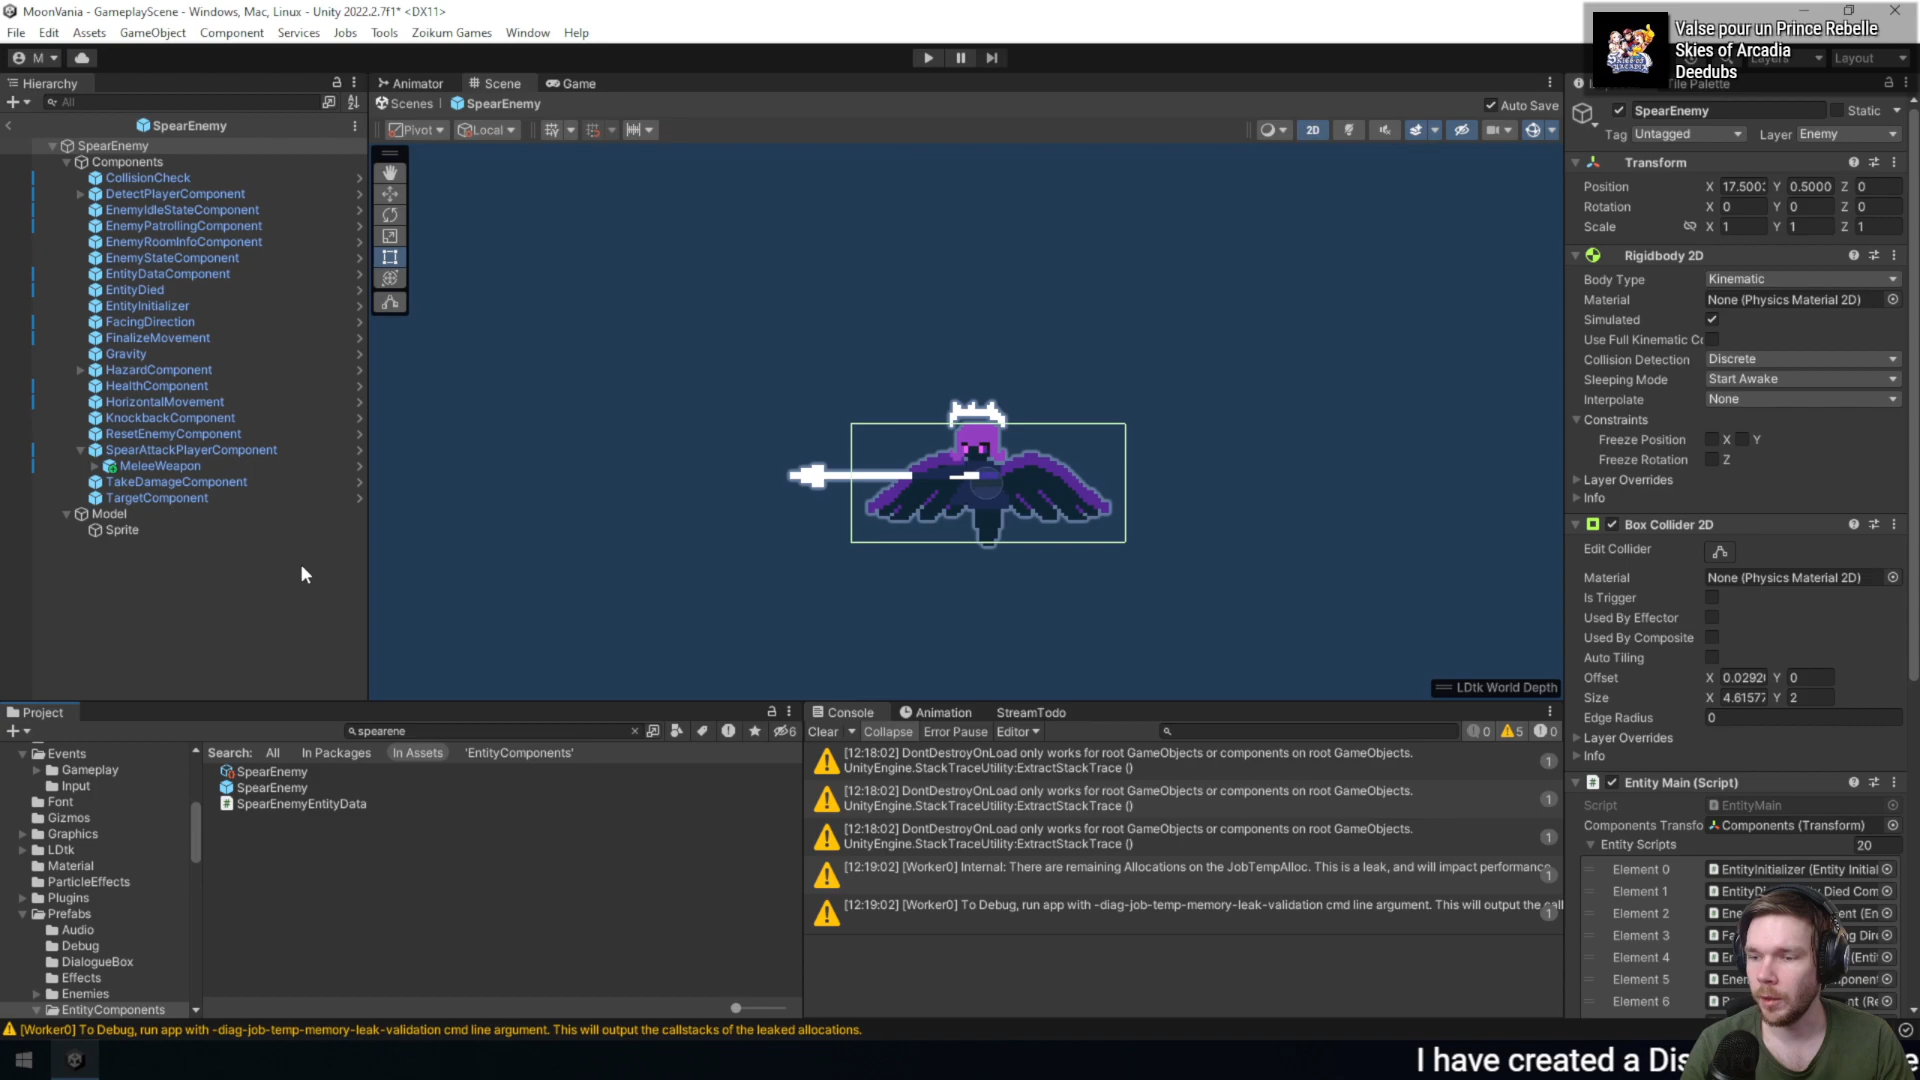 MoonVania - GameplayScene - Windows, Mac, Linux - Unity 2022.2.7f1* <DX11>
File Edit Assets GameObject Component Services Jobs Tools Zoikum Games Window Help
Valse pour un Prince Rebelle
Skies of Arcadia
Deedubs
M
Layers Layout
Hierarchy
Animator Scene Game
Tile Palette
All
Scenes SpearEnemy
Auto Save
SpearEnemy Static
SpearEnemy
Pivot Local
2D
Tag Untagged Layer Enemy
SpearEnemy
Components
CollisionCheck
DetectPlayerComponent
EnemyIdleStateComponent
EnemyPatrollingComponent
EnemyRoomInfoComponent
EnemyStateComponent
EntityDataComponent
EntityDied
EntityInitializer
FacingDirection
FinalizeMovement
Gravity
HazardComponent
HealthComponent
HorizontalMovement
KnockbackComponent
ResetEnemyComponent
SpearAttackPlayerComponent
MeleeWeapon
TakeDamageComponent
TargetComponent
Model
Sprite
LDtk World Depth
Transform
Position X 17.500 Y 0.5000 Z 0
Rotation X 0 Y 0 Z 0
Scale X 1 Y 1 Z 1
Rigidbody 2D
Body Type Kinematic
Material None (Physics Material 2D)
Simulated
Use Full Kinematic Co
Collision Detection Discrete
Sleeping Mode Start Awake
Interpolate None
Constraints
Freeze Position X Y
Freeze Rotation Z
Layer Overrides
Info
Box Collider 2D
Edit Collider
Material None (Physics Material 2D)
Is Trigger
Used By Effector
Used By Composite
Auto Tiling
Offset X 0.0292 Y 0
Size X 4.6157 Y 2
Edge Radius 0
Layer Overrides
Info
Entity Main (Script)
Script EntityMain
Components Transfo Components (Transform)
Entity Scripts 20
Element 0 EntityInitializer (Entity Initial
Element 1
Element 2
Element 3
Element 4
Element 5
Element 6
Project
spearene
6
Search: All In Packages In Assets 'EntityComponents'
Events
Gameplay
Input
Font
Gizmos
Graphics
LDtk
Material
ParticleEffects
Plugins
Prefabs
Audio
Debug
DialogueBox
Effects
Enemies
EntityComponents
SpearEnemy
SpearEnemy
SpearEnemyEntityData
Console Animation StreamTodo
Clear Collapse Error Pause Editor
0 5 0
[12:18:02] DontDestroyOnLoad only works for root GameObjects or components on root GameObjects.
UnityEngine.StackTraceUtility:ExtractStackTrace ()
1
[12:18:02] DontDestroyOnLoad only works for root GameObjects or components on root GameObjects.
UnityEngine.StackTraceUtility:ExtractStackTrace ()
1
[12:18:02] DontDestroyOnLoad only works for root GameObjects or components on root GameObjects.
UnityEngine.StackTraceUtility:ExtractStackTrace ()
1
[12:19:02] [Worker0] Internal: There are remaining Allocations on the JobTempAlloc. This is a leak, and will impact performance
1
[12:19:02] [Worker0] To Debug, run app with -diag-job-temp-memory-leak-validation cmd line argument. This will output the call
1
[Worker0] To Debug, run app with -diag-job-temp-memory-leak-validation cmd line argument. This will output the callstacks of the leaked allocations.
I have created a Dis